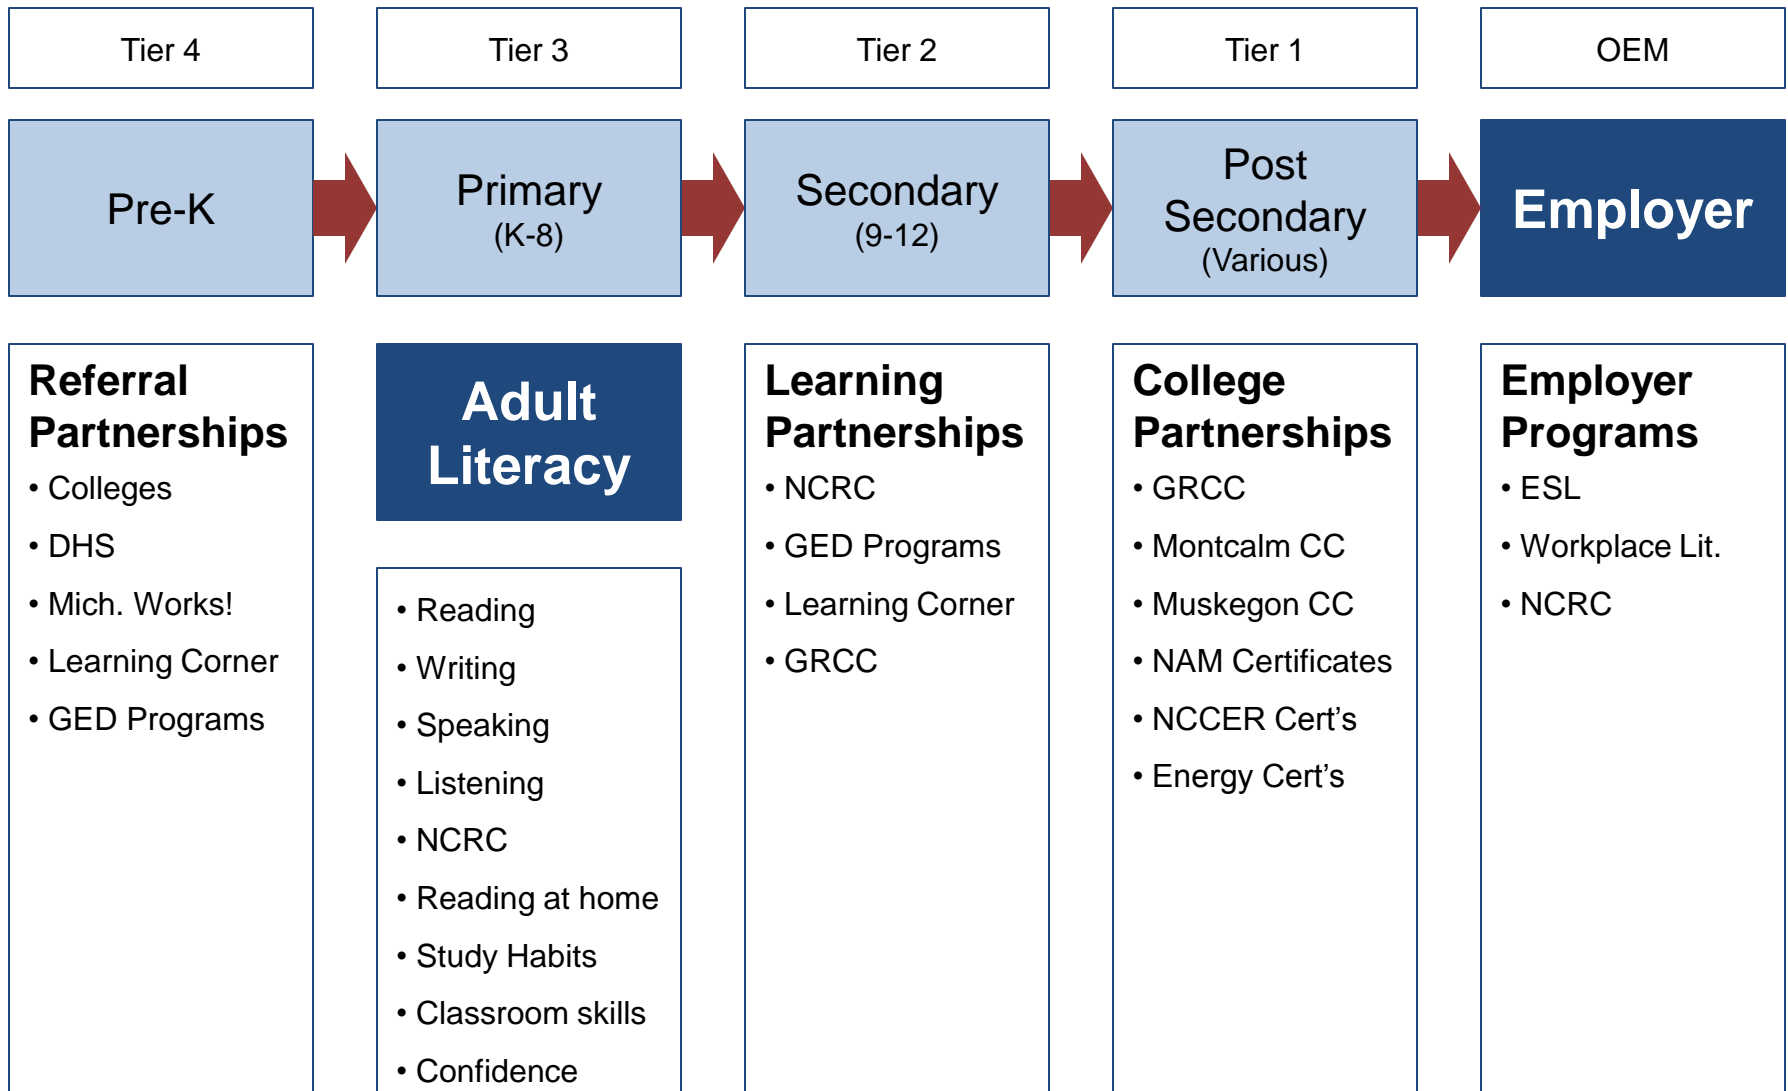 Tier 4
Tier 3
Tier 2
Tier 1
OEM
Pre-K
Primary
(K-8)
Secondary
(9-12)
Post
Secondary
(Various)
Employer
Referral
Partnerships
• Colleges
• DHS
• Mich. Works!
• Learning Corner
• GED Programs
Adult
Literacy
• Reading
• Writing
• Speaking
• Listening
• NCRC
• Reading at home
• Study Habits
• Classroom skills
• Confidence
Learning
Partnerships
• NCRC
• GED Programs
• Learning Corner
• GRCC
College
Partnerships
• GRCC
• Montcalm CC
• Muskegon CC
• NAM Certificates
• NCCER Cert’s
• Energy Cert’s
Employer
Programs
• ESL
• Workplace Lit.
• NCRC